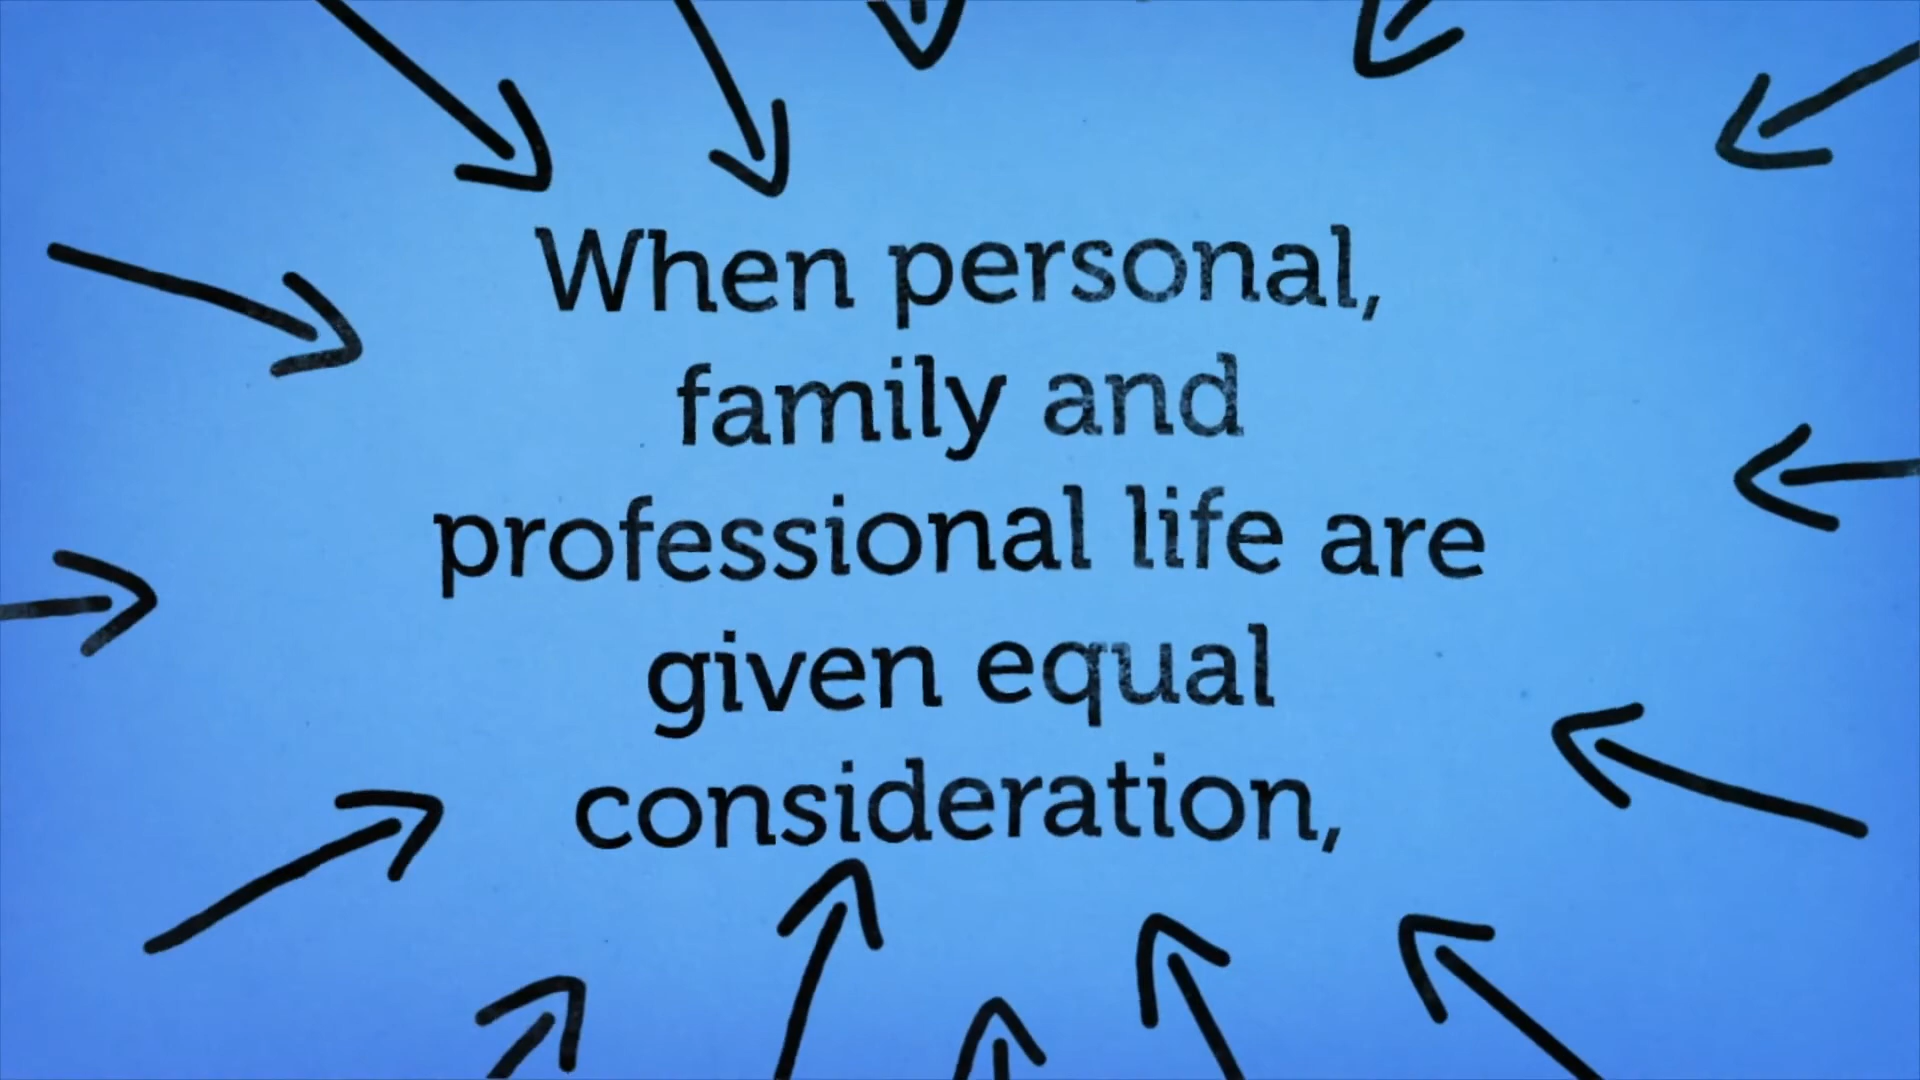 When personal,
family and
professional life are
given equal
consideration,